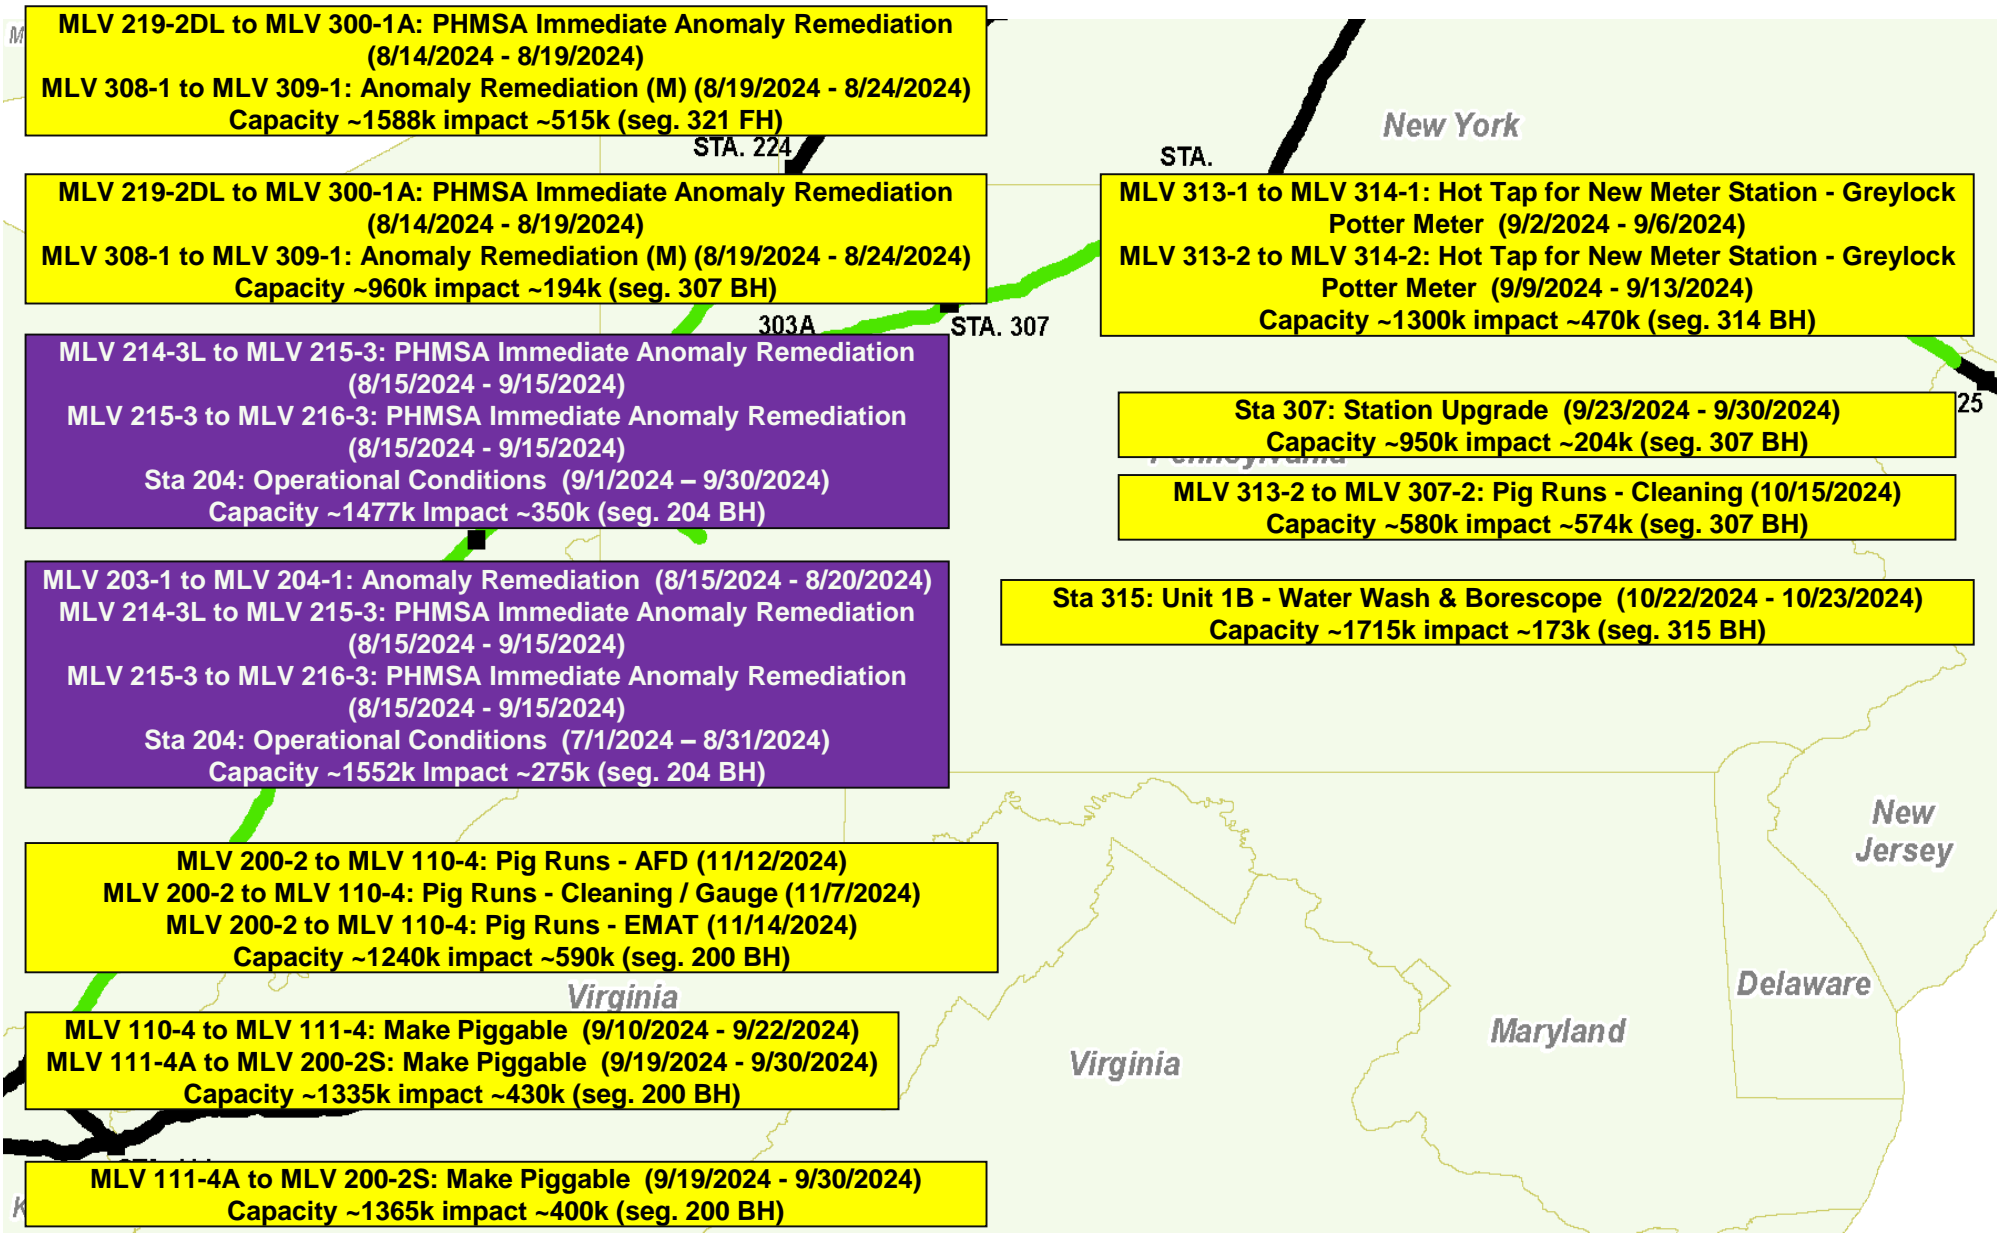 MLV 219-2DL to MLV 300-1A: PHMSA Immediate Anomaly Remediation
(8/14/2024 - 8/19/2024)
MLV 308-1 to MLV 309-1: Anomaly Remediation (M) (8/19/2024 - 8/24/2024)
Capacity ~1588k impact ~515k (seg. 321 FH)
New York
STA. 224
STA.
MLV 219-2DL to MLV 300-1A: PHMSA Immediate Anomaly Remediation
(8/14/2024 - 8/19/2024)
MLV 308-1 to MLV 309-1: Anomaly Remediation (M) (8/19/2024 - 8/24/2024)
Capacity ~960k impact ~194k (seg. 307 BH)
MLV 313-1 to MLV 314-1: Hot Tap for New Meter Station - Greylock
Potter Meter (9/2/2024 - 9/6/2024)
MLV 313-2 to MLV 314-2: Hot Tap for New Meter Station - Greylock
Potter Meter (9/9/2024 - 9/13/2024)
Capacity ~1300k impact ~470k (seg. 314 BH)
303A
STA. 307
MLV 214-3L to MLV 215-3: PHMSA Immediate Anomaly Remediation
(8/15/2024 - 9/15/2024)
MLV 215-3 to MLV 216-3: PHMSA Immediate Anomaly Remediation
(8/15/2024 - 9/15/2024)
Sta 204: Operational Conditions (9/1/2024 – 9/30/2024)
Capacity ~1477k Impact ~350k (seg. 204 BH)
Sta 307: Station Upgrade (9/23/2024 - 9/30/2024)
Capacity ~950k impact ~204k (seg. 307 BH)
25
Pennsylvania
MLV 313-2 to MLV 307-2: Pig Runs - Cleaning (10/15/2024)
Capacity ~580k impact ~574k (seg. 307 BH)
MLV 203-1 to MLV 204-1: Anomaly Remediation (8/15/2024 - 8/20/2024)
MLV 214-3L to MLV 215-3: PHMSA Immediate Anomaly Remediation
(8/15/2024 - 9/15/2024)
MLV 215-3 to MLV 216-3: PHMSA Immediate Anomaly Remediation
(8/15/2024 - 9/15/2024)
Sta 204: Operational Conditions (7/1/2024 – 8/31/2024)
Capacity ~1552k Impact ~275k (seg. 204 BH)
Sta 315: Unit 1B - Water Wash & Borescope (10/22/2024 - 10/23/2024)
Capacity ~1715k impact ~173k (seg. 315 BH)
New
Jersey
MLV 200-2 to MLV 110-4: Pig Runs - AFD (11/12/2024)
MLV 200-2 to MLV 110-4: Pig Runs - Cleaning / Gauge (11/7/2024)
MLV 200-2 to MLV 110-4: Pig Runs - EMAT (11/14/2024)
Capacity ~1240k impact ~590k (seg. 200 BH)
Virginia
Delaware
Maryland
Virginia
MLV 110-4 to MLV 111-4: Make Piggable (9/10/2024 - 9/22/2024)
MLV 111-4A to MLV 200-2S: Make Piggable (9/19/2024 - 9/30/2024)
Capacity ~1335k impact ~430k (seg. 200 BH)
MLV 111-4A to MLV 200-2S: Make Piggable (9/19/2024 - 9/30/2024)
Capacity ~1365k impact ~400k (seg. 200 BH)